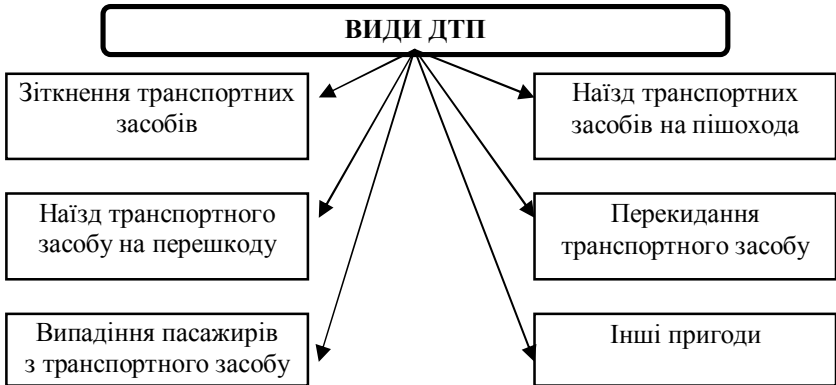 ВИДИ ДТП
Зіткнення транспортних
засобів
Наїзд транспортних
засобів на пішохода
Наїзд транспортного
засобу на перешкоду
Перекидання
транспортного засобу
Випадіння пасажирів
з транспортного засобу
Інші пригоди